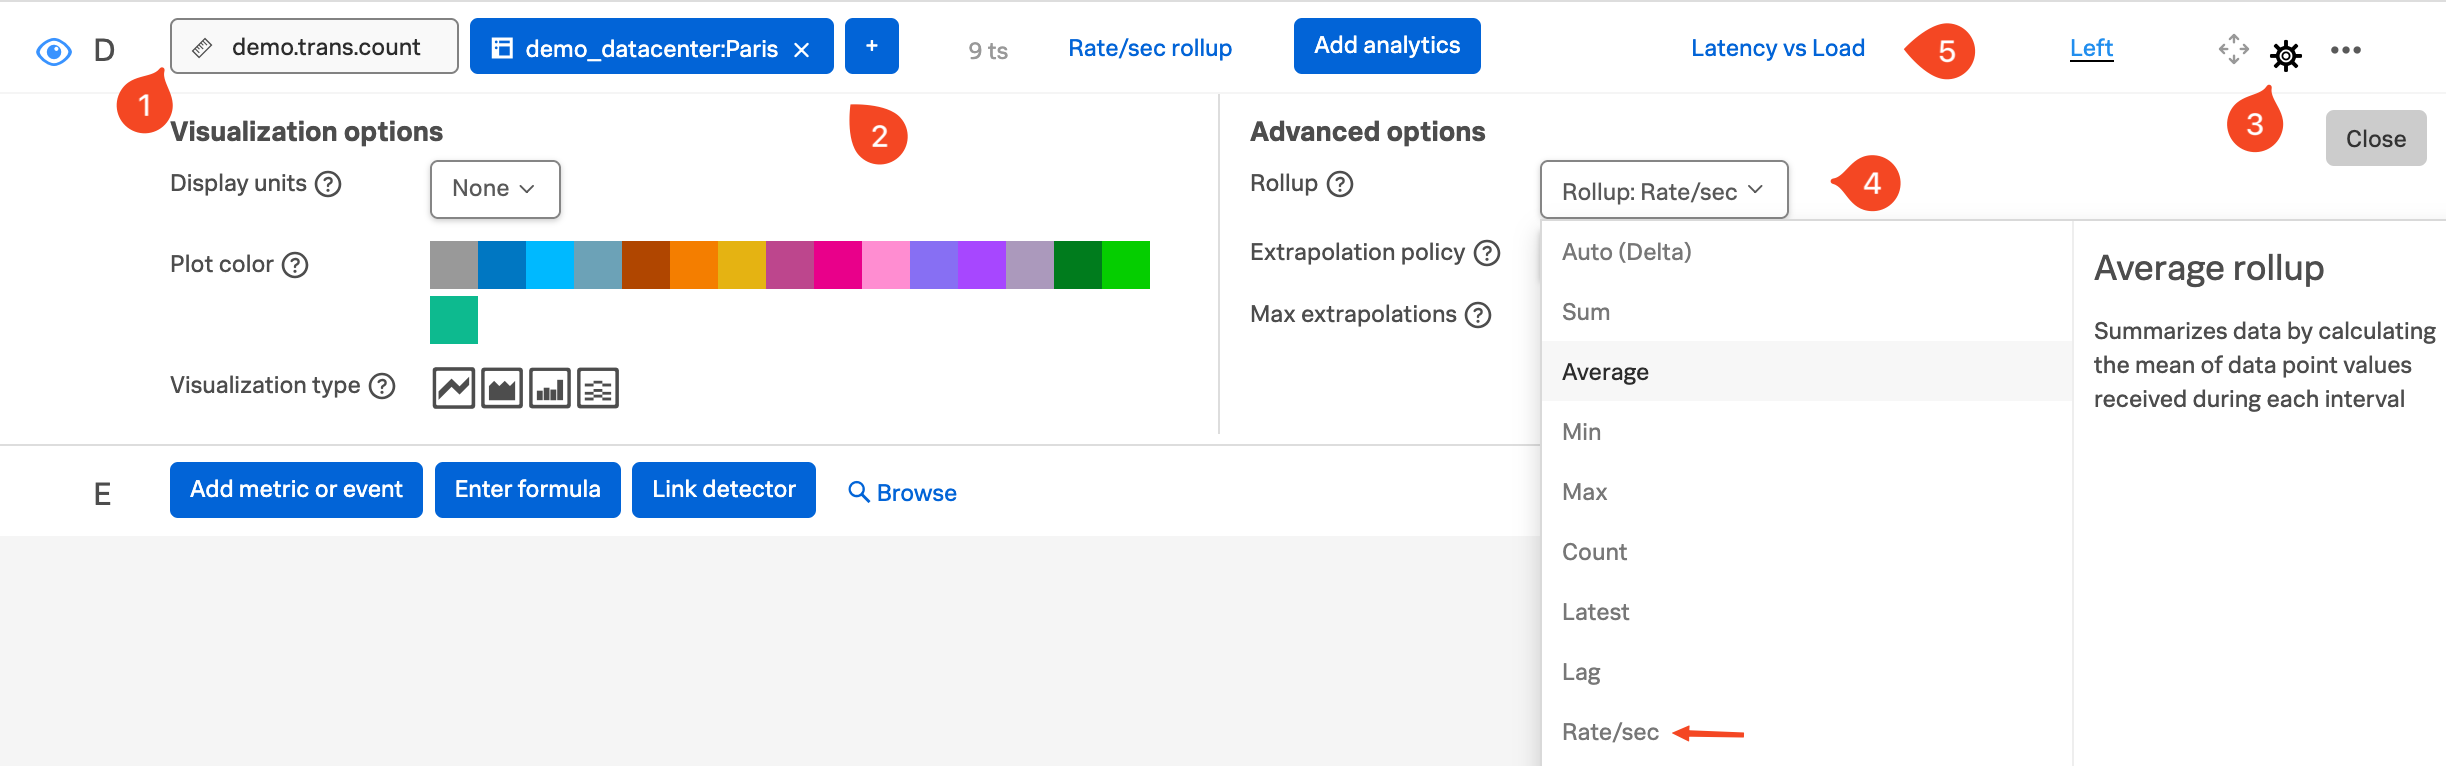 D demo.trans.count demo_datacenter:Paris × + 9 ts Rate/sec rollup Add analytics Latency vs Load 5 Left
1 2 3
Visualization options
Display units ? None
Plot color ?
Visualization type ?
Advanced options Close
Rollup ? Rollup: Rate/sec 4
Extrapolation policy ?
Max extrapolations ?
Auto (Delta)
Sum
Average
Min
Max
Count
Latest
Lag
Rate/sec
Average rollup
Summarizes data by calculating
the mean of data point values
received during each interval
E Add metric or event Enter formula Link detector Browse